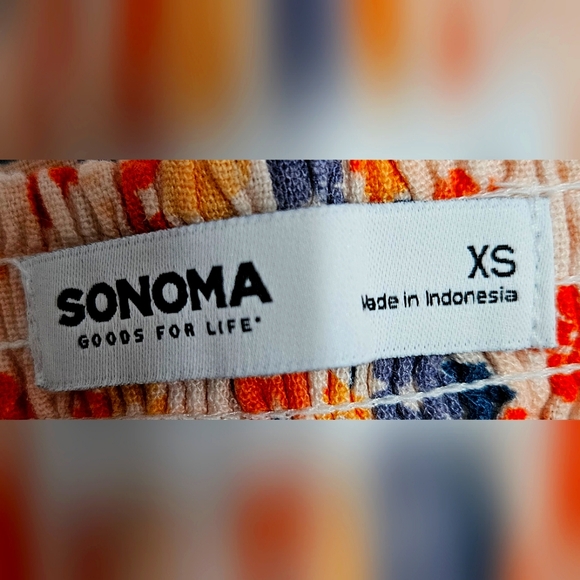 SONOMA
GOODS FOR LIFE®
XS
Made in Indonesia